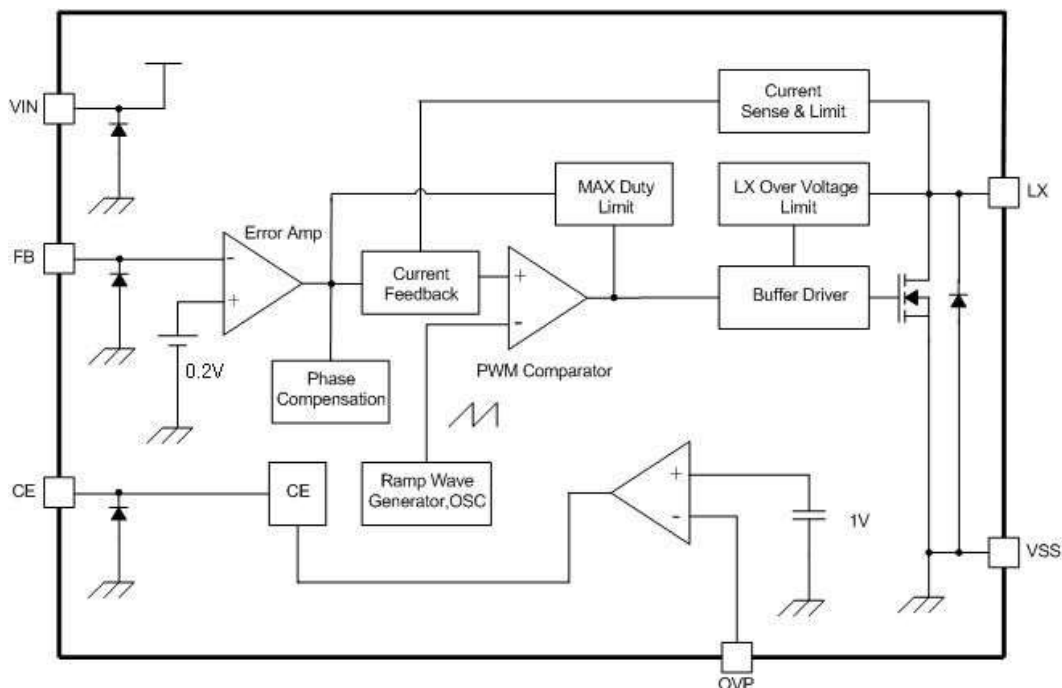 VIN
Current
Sense & Limit
MAX Duty
Limit
LX Over Voltage
Limit
LX
Error Amp
FB
-
+
Current
Feedback
+
-
Buffer Driver
0.2V
Phase
Compensation
PWM Comparator
CE
CE
Ramp Wave
Generator,OSC
+
-
1V
VSS
OVP